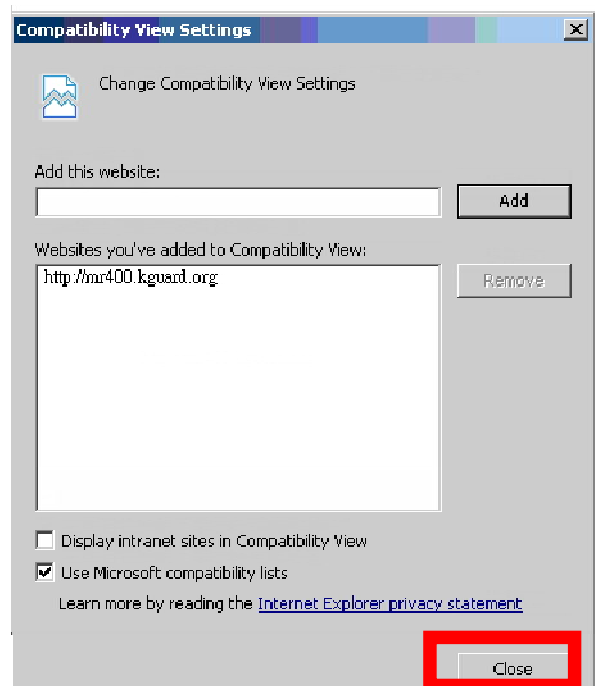 Compatibility View Settings
Change Compatibility View Settings
Add this website:
Add
Websites you've added to Compatibility View:
http://mr400.kguard.org
Remove
Display intranet sites in Compatibility View
Use Microsoft compatibility lists
Learn more by reading the Internet Explorer privacy statement
Close